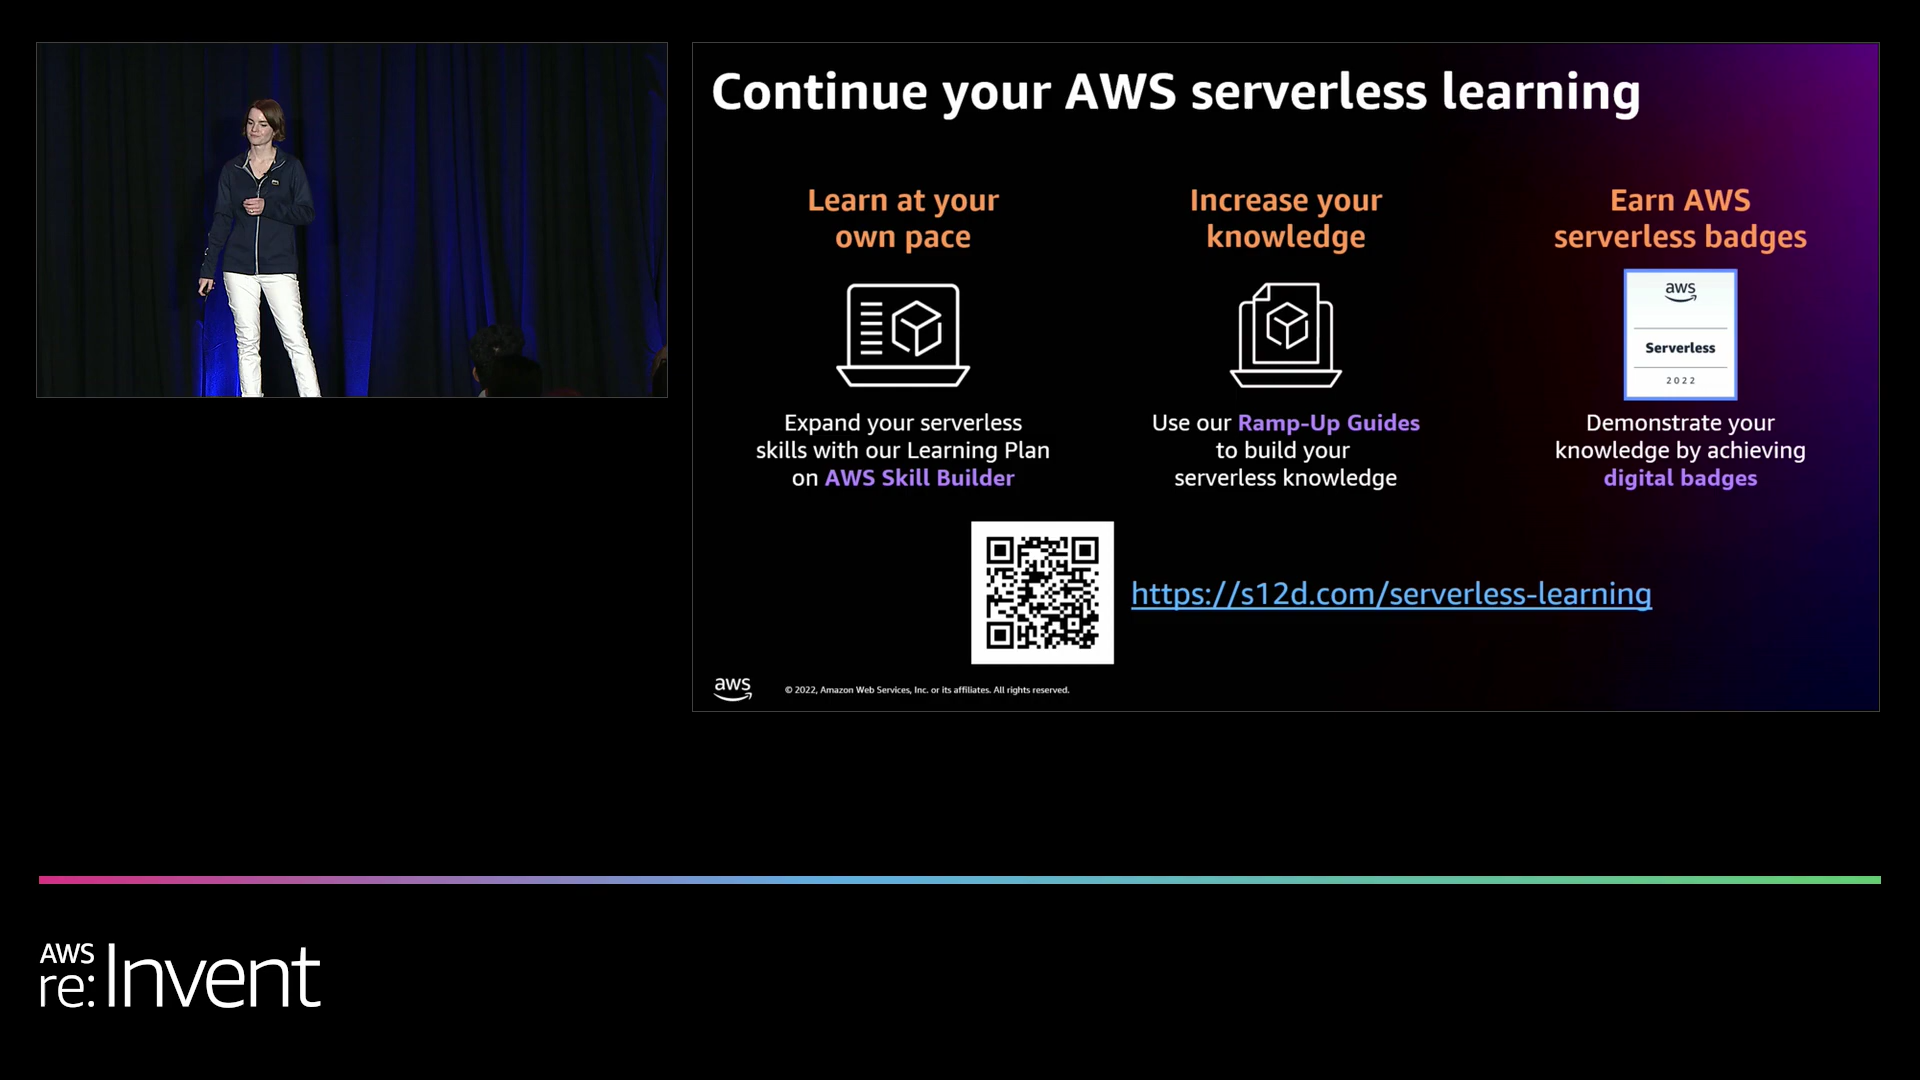 Continue your AWS serverless learning
Learn at your
own pace
Expand your serverless
skills with our Learning Plan
on AWS Skill Builder
Increase your
knowledge
Use our Ramp-Up Guides
to build your
serverless knowledge
Earn AWS
serverless badges
aws
Serverless
2022
Demonstrate your
knowledge by achieving
digital badges
https://s12d.com/serverless-learning
aws
© 2022, Amazon Web Services, Inc. or its affiliates. All rights reserved.
AWS
re:Invent